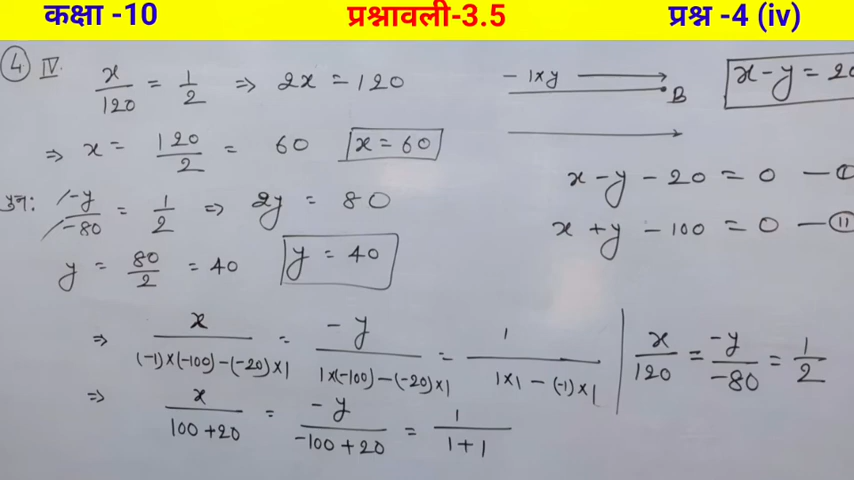 कक्षा -10 प्रश्नावली-3.5 प्रश्न -4 (iv)
④ IV. x/120 = 1/2 ⇒ 2x = 120
⇒ x = 120/2 = 60 x = 60
पुनः -y/-80 = 1/2 ⇒ 2y = 80
y = 80/2 = 40 y = 40
- 1xy B x - y = 20
x - y - 20 = 0 — Ⓘ
x + y - 100 = 0 — Ⓘ Ⓘ
⇒ x/(-1)×(-100)-(-20)×1 = -y/1×(-100)-(-20)×1 = 1/1×1-(-1)×1
⇒ x/100+20 = -y/-100+20 = 1/1+1
x/120 = -y/-80 = 1/2